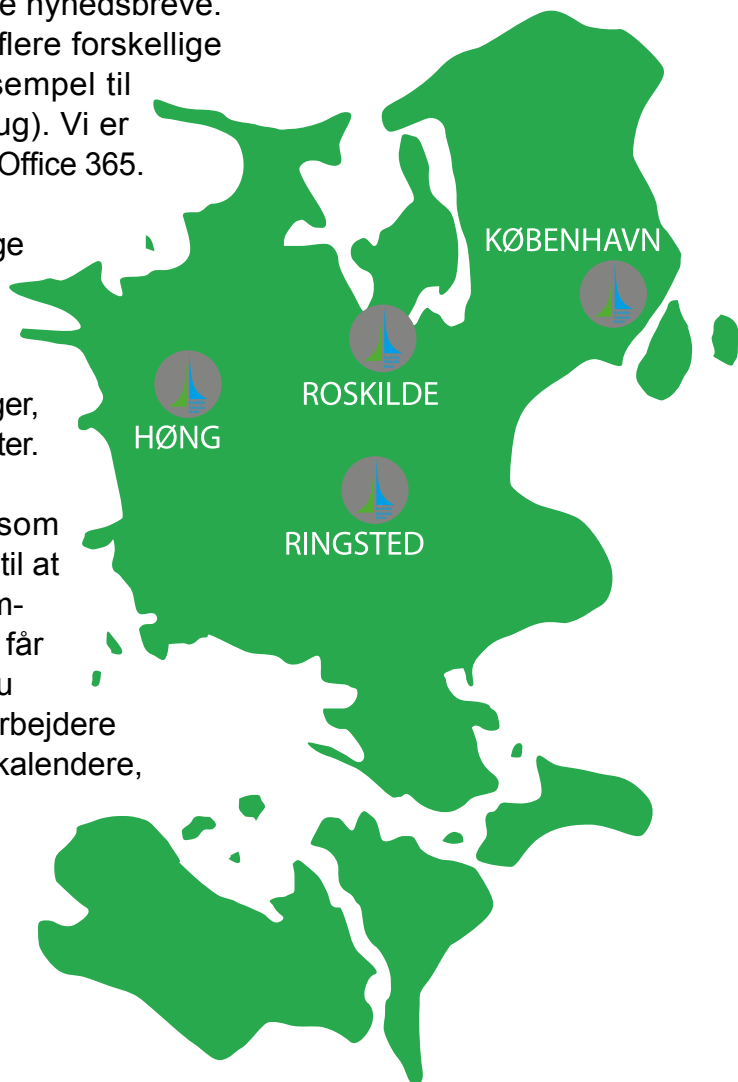 e nyhedsbreve.
flere forskellige
sempel til
ug). Vi er
Office 365.
ge
ger,
ter.
som
til at
m-
får
u
rbejdere
kalendere,
KØBENHAVN
ROSKILDE
HØNG
RINGSTED